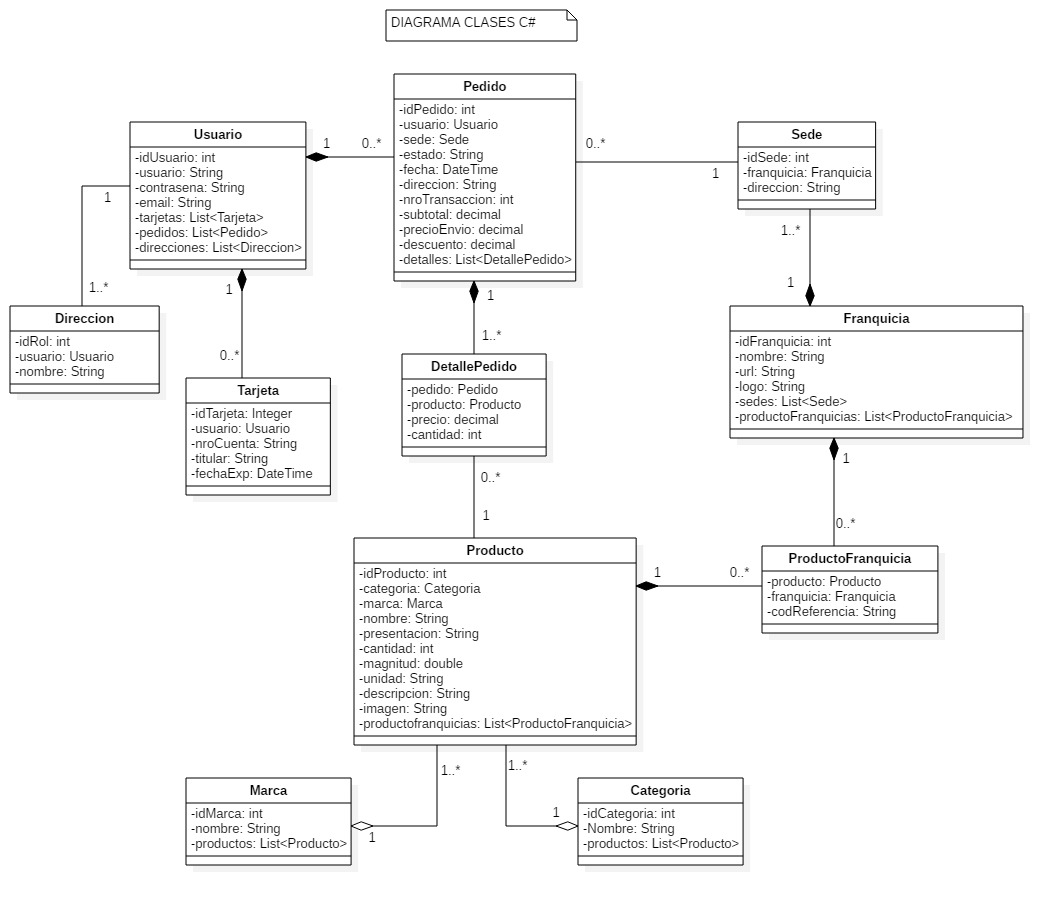 DIAGRAMA CLASES C#
Pedido
-idPedido: int
-usuario: Usuario
-sede: Sede
-estado: String
-fecha: DateTime
-direccion: String
-nroTransaccion: int
-subtotal: decimal
-precioEnvio: decimal
-descuento: decimal
-detalles: List<DetallePedido>
Usuario
-idUsuario: int
-usuario: String
-contrasena: String
-email: String
-tarjetas: List<Tarjeta>
-pedidos: List<Pedido>
-direcciones: List<Direccion>
1
0..*
0..*
1
Sede
-idSede: int
-franquicia: Franquicia
-direccion: String
1
1..*
1
0..*
1
1..*
1..*
1
Direccion
-idRol: int
-usuario: Usuario
-nombre: String
Tarjeta
-idTarjeta: Integer
-usuario: Usuario
-nroCuenta: String
-titular: String
-fechaExp: DateTime
DetallePedido
-pedido: Pedido
-producto: Producto
-precio: decimal
-cantidad: int
Franquicia
-idFranquicia: int
-nombre: String
-url: String
-logo: String
-sedes: List<Sede>
-productoFranquicias: List<ProductoFranquicia>
0..*
1
1
0..*
Producto
-idProducto: int
-categoria: Categoria
-marca: Marca
-nombre: String
-presentacion: String
-cantidad: int
-magnitud: double
-unidad: String
-descripcion: String
-imagen: String
-productofranquicias: List<ProductoFranquicia>
1
0..*
ProductoFranquicia
-producto: Producto
-franquicia: Franquicia
-codReferencia: String
1..*
1..*
1
1
Marca
-idMarca: int
-nombre: String
-productos: List<Producto>
Categoria
-idCategoria: int
-Nombre: String
-productos: List<Producto>